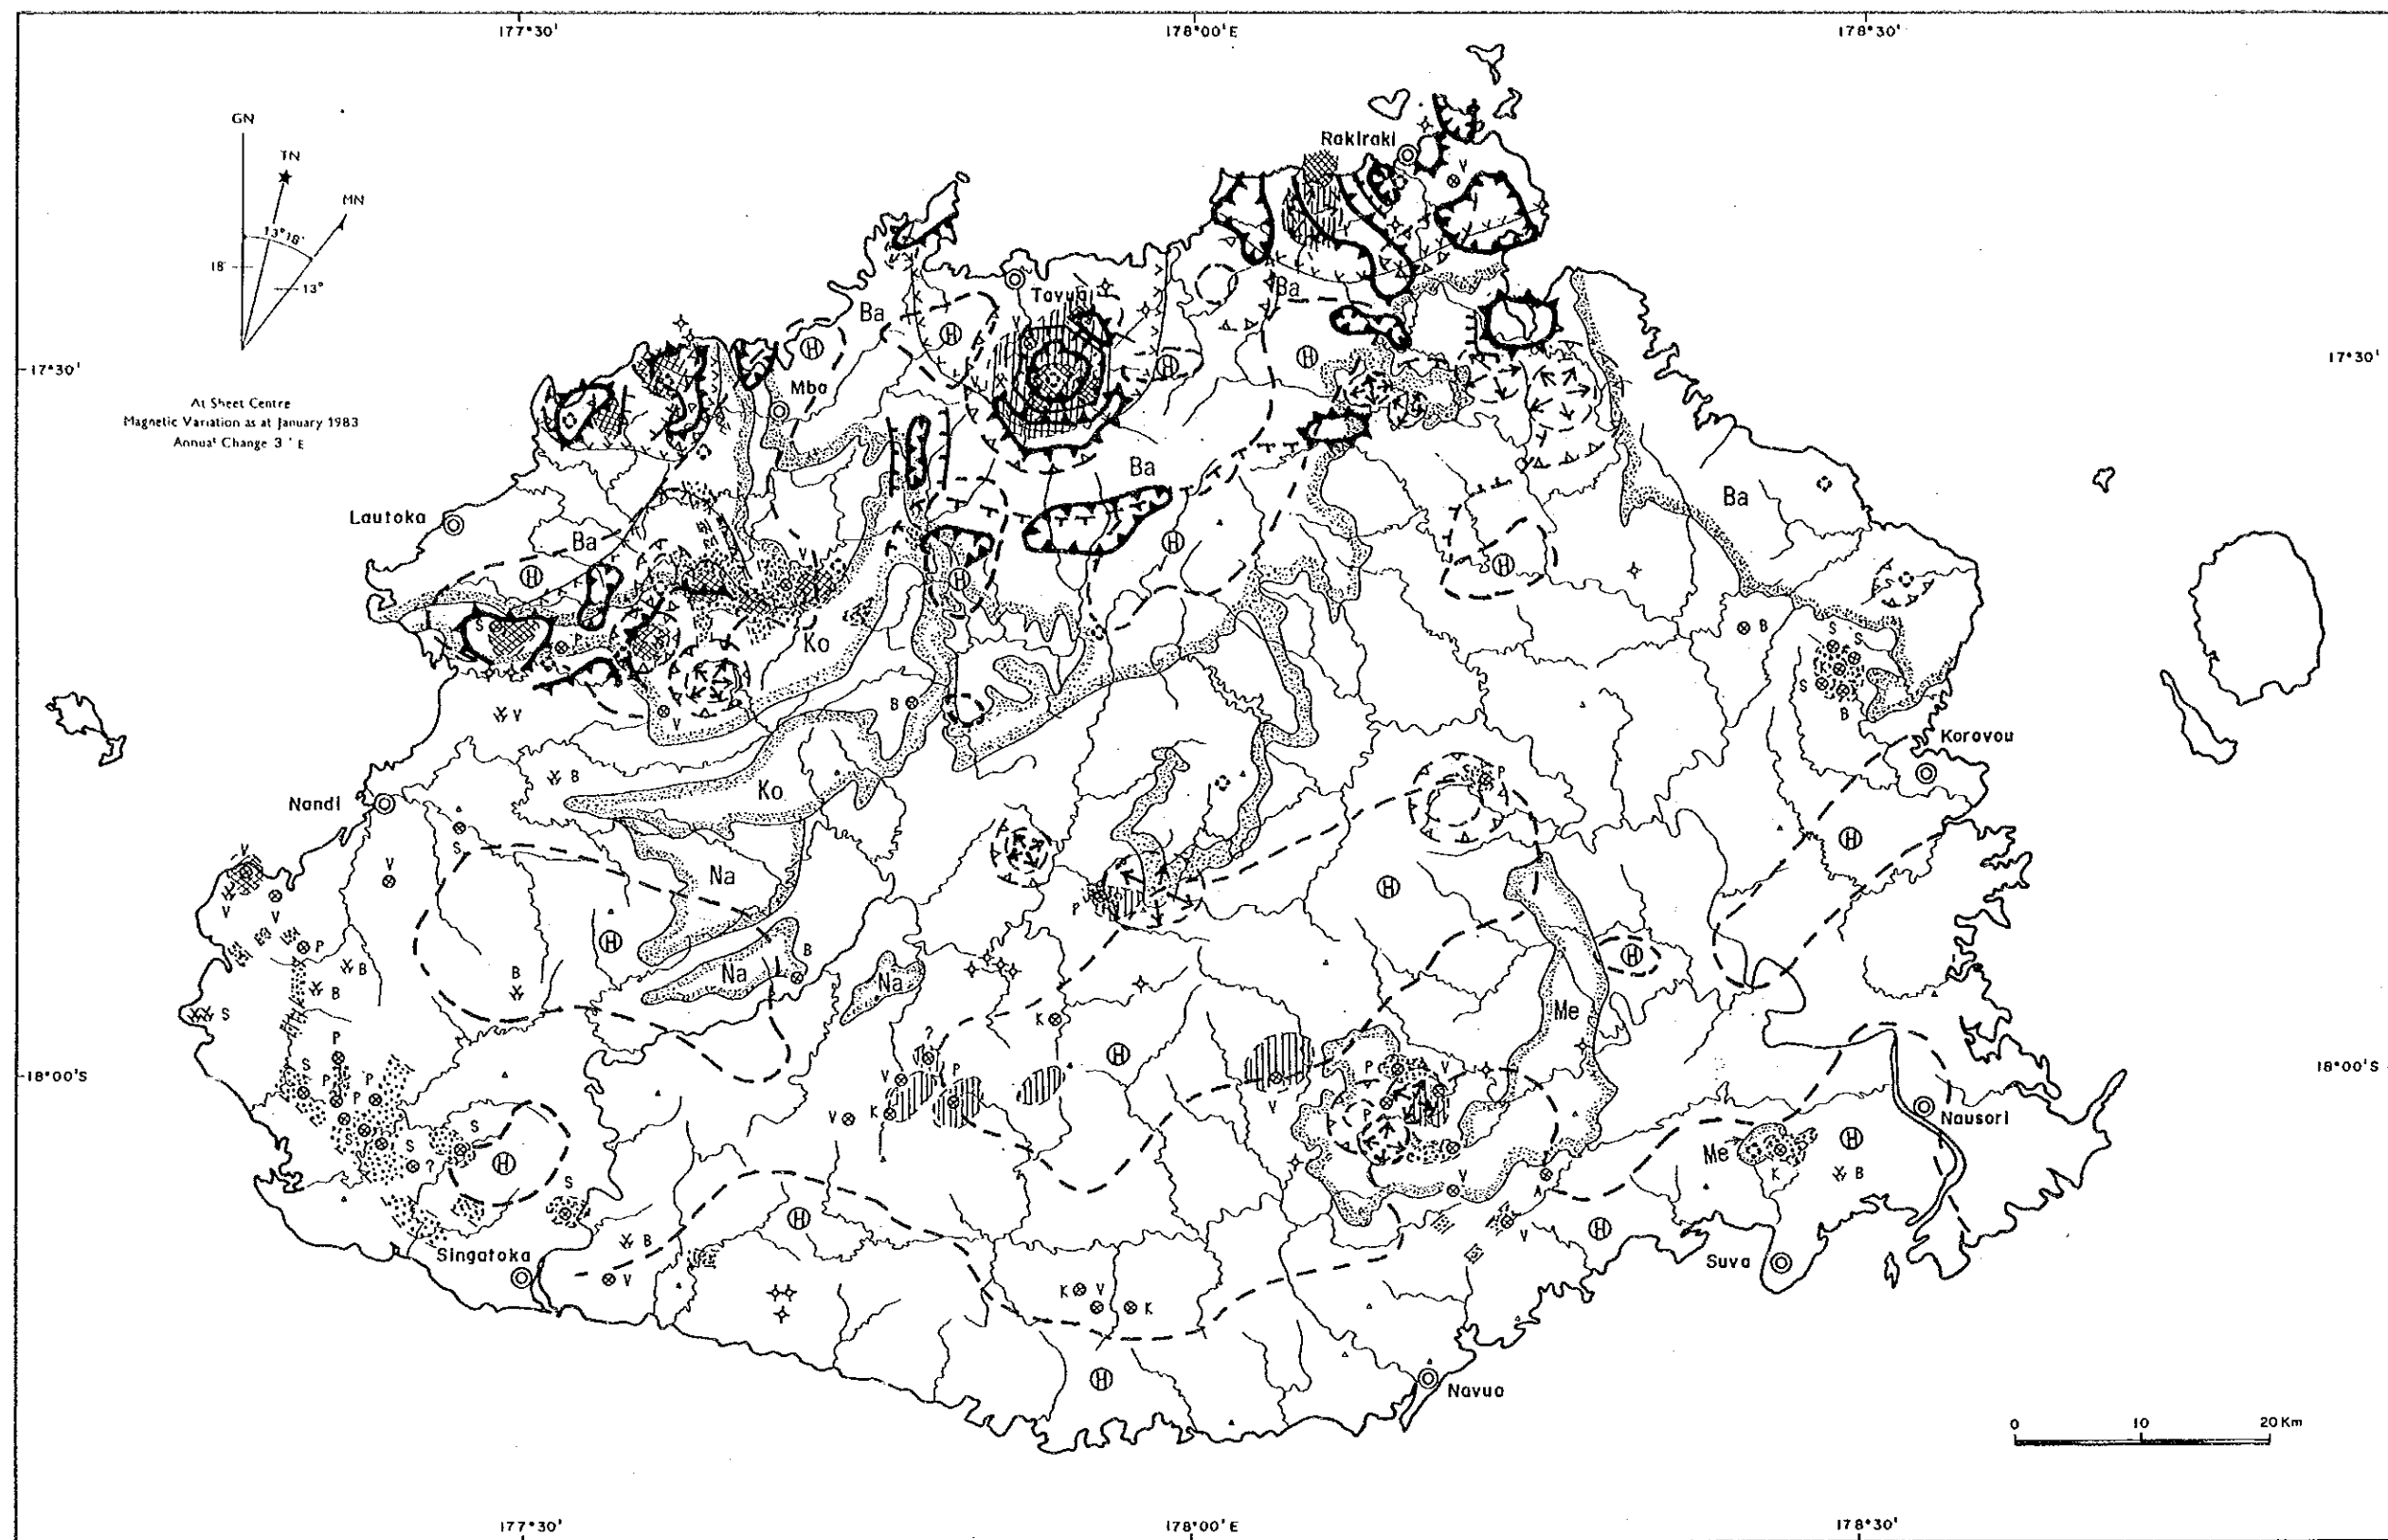 177°30'
178°00'E
178°30'
GN
TN
MN
13°18'
18'
13°
17°30'
17°30'
At Sheet Centre
Magnetic Variation as at January 1983
Annual Change 3' E
Rakiraki
V
Tavua
Ba
Ba
V
H
H
H
H
Mba
Ba
Ba
Lautoka
Ba
H
V
H
H
H
S
P
Ko
V
B
V
B
S
S
K
S
B
Korovou
B
Ko
Nandi
S
P
H
V
V
V
V
Na
P
H
P
B
H
B
Na
B
Na
H
B
S
K
Me
P
?
H
18°00'S
18°00'S
S
P
P
V
P
V
K
V
P
V
P
Nausori
S
S
S
?
H
Me
H
K
B
S
V
A
H
B
H
V
Singatoka
V
Suva
K
V
K
H
Navua
0
10
20 Km
177°30'
178°00'E
178°30'